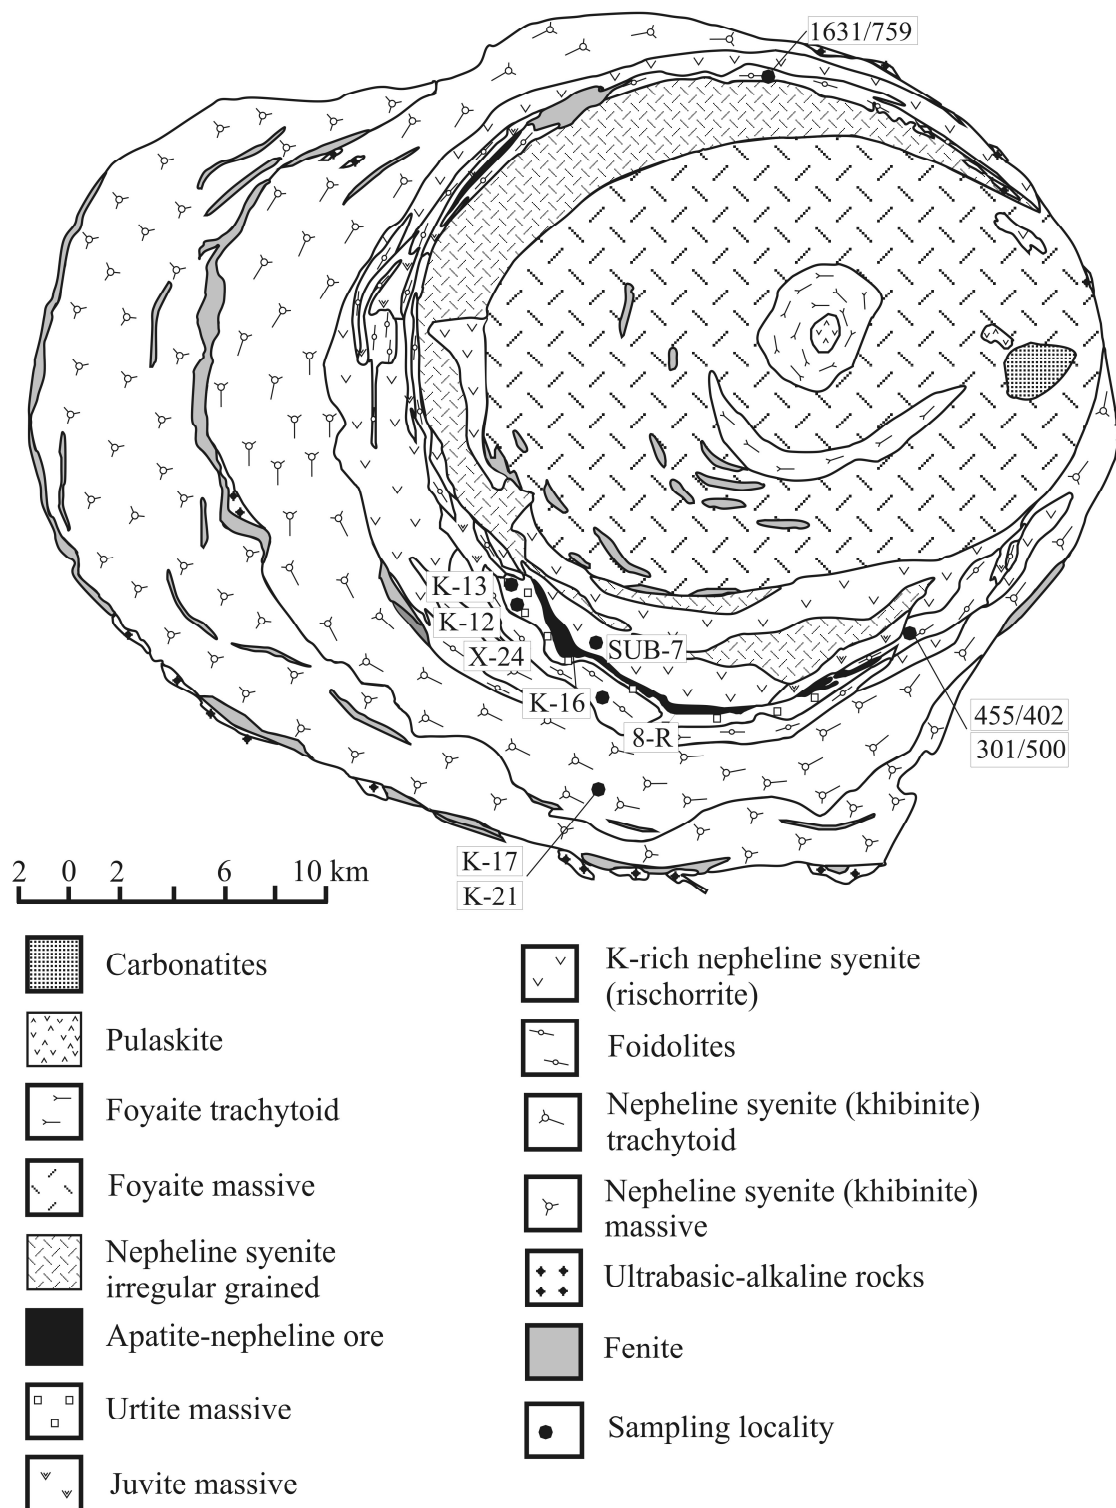 1631/759
K-13
K-12
X-24
SUB-7
K-16
8-R
455/402
301/500
K-17
K-21
2 0 2 6 10 km
Carbonatites
Pulaskite
Foyaite trachytoid
Foyaite massive
Nepheline syenite
irregular grained
Apatite-nepheline ore
Urtite massive
Juvite massive
K-rich nepheline syenite
(rischorrite)
Foidolites
Nepheline syenite (khibinite)
trachytoid
Nepheline syenite (khibinite)
massive
Ultrabasic-alkaline rocks
Fenite
Sampling locality